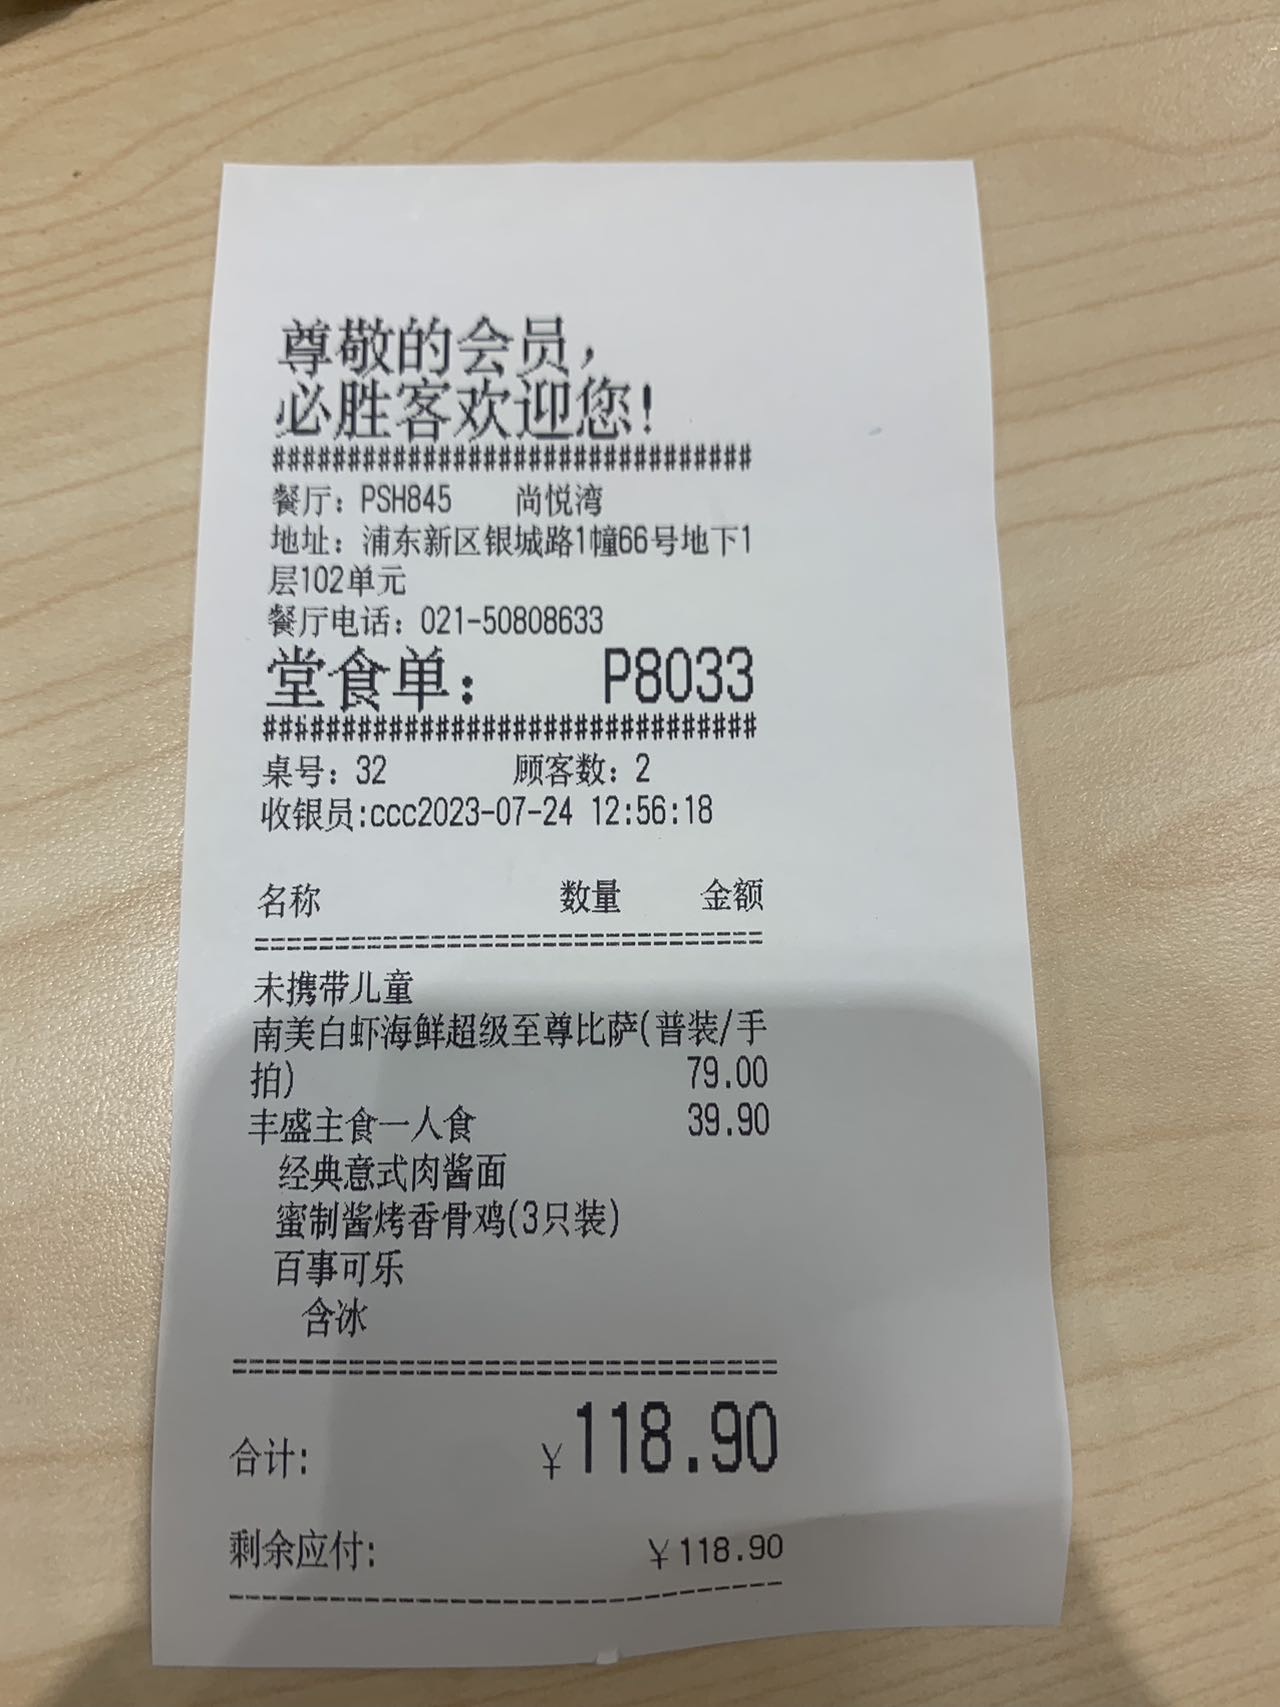 尊敬的会员，
必胜客欢迎您!
################################
餐厅：PSH845 尚悦湾
地址：浦东新区银城路1幢66号地下1
层102单元
餐厅电话：021-50808633
堂食单： P8033
################################
桌号：32 顾客数：2
收银员:ccc2023-07-24 12:56:18
名称 数量 金额
================================
未携带儿童
南美白虾海鲜超级至尊比萨(普装/手
拍) 79.00
丰盛主食一人食 39.90
经典意式肉酱面
蜜制酱烤香骨鸡(3只装)
百事可乐
含冰
================================
合计: ¥118.90
剩余应付: ¥118.90
--------------------------------